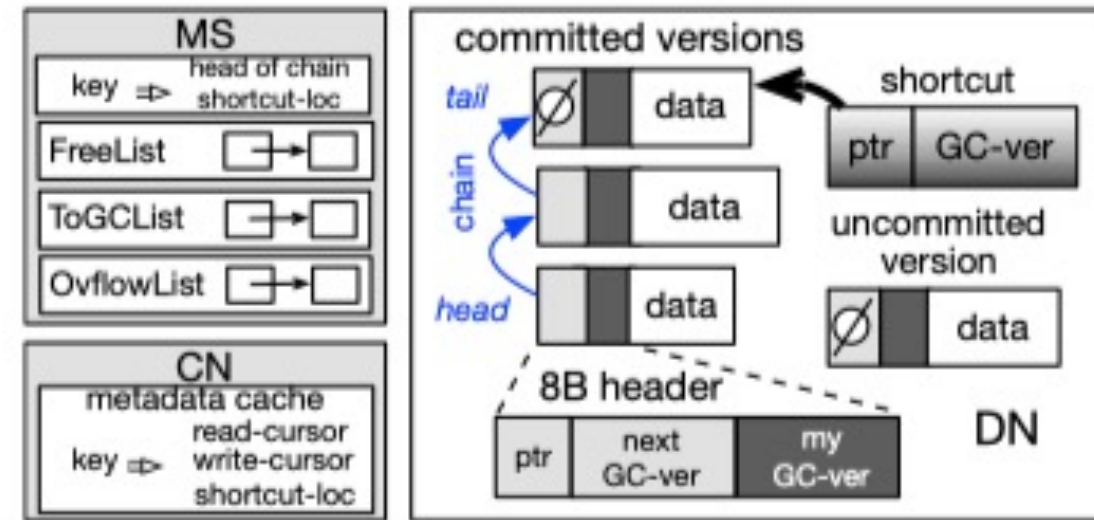 MS
key ⇒ head of chain
shortcut-loc
FreeList
ToGCList
OvflowList
CN
metadata cache
read-cursor
key ⇒ write-cursor
shortcut-loc
committed versions
tail
∅ data
chain
data
head
data
shortcut
ptr GC-ver
uncommitted
version
∅ data
8B header
ptr next GC-ver my GC-ver
DN